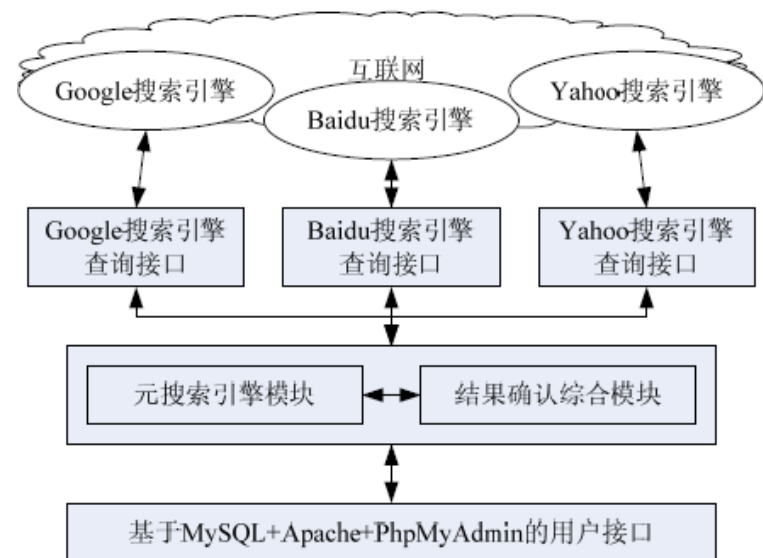 互联网
Google搜索引擎
Baidu搜索引擎
Yahoo搜索引擎
Google搜索引擎
查询接口
Baidu搜索引擎
查询接口
Yahoo搜索引擎
查询接口
元搜索引擎模块
结果确认综合模块
基于MySQL+Apache+PhpMyAdmin的用户接口